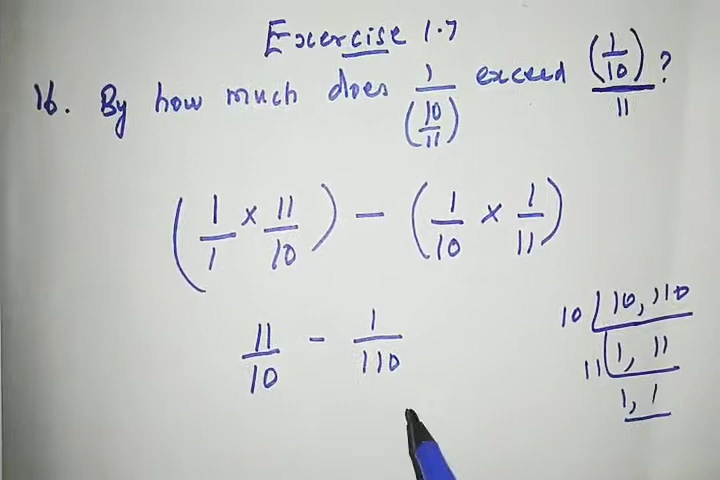 Exercise 1.7
16. By how much does 1/(10/11) exceed (1/10)/11 ?
(1/1 × 11/10) - (1/10 × 1/11)
11/10 - 1/110
10 | 10, 110
11 | 1, 11
1, 1